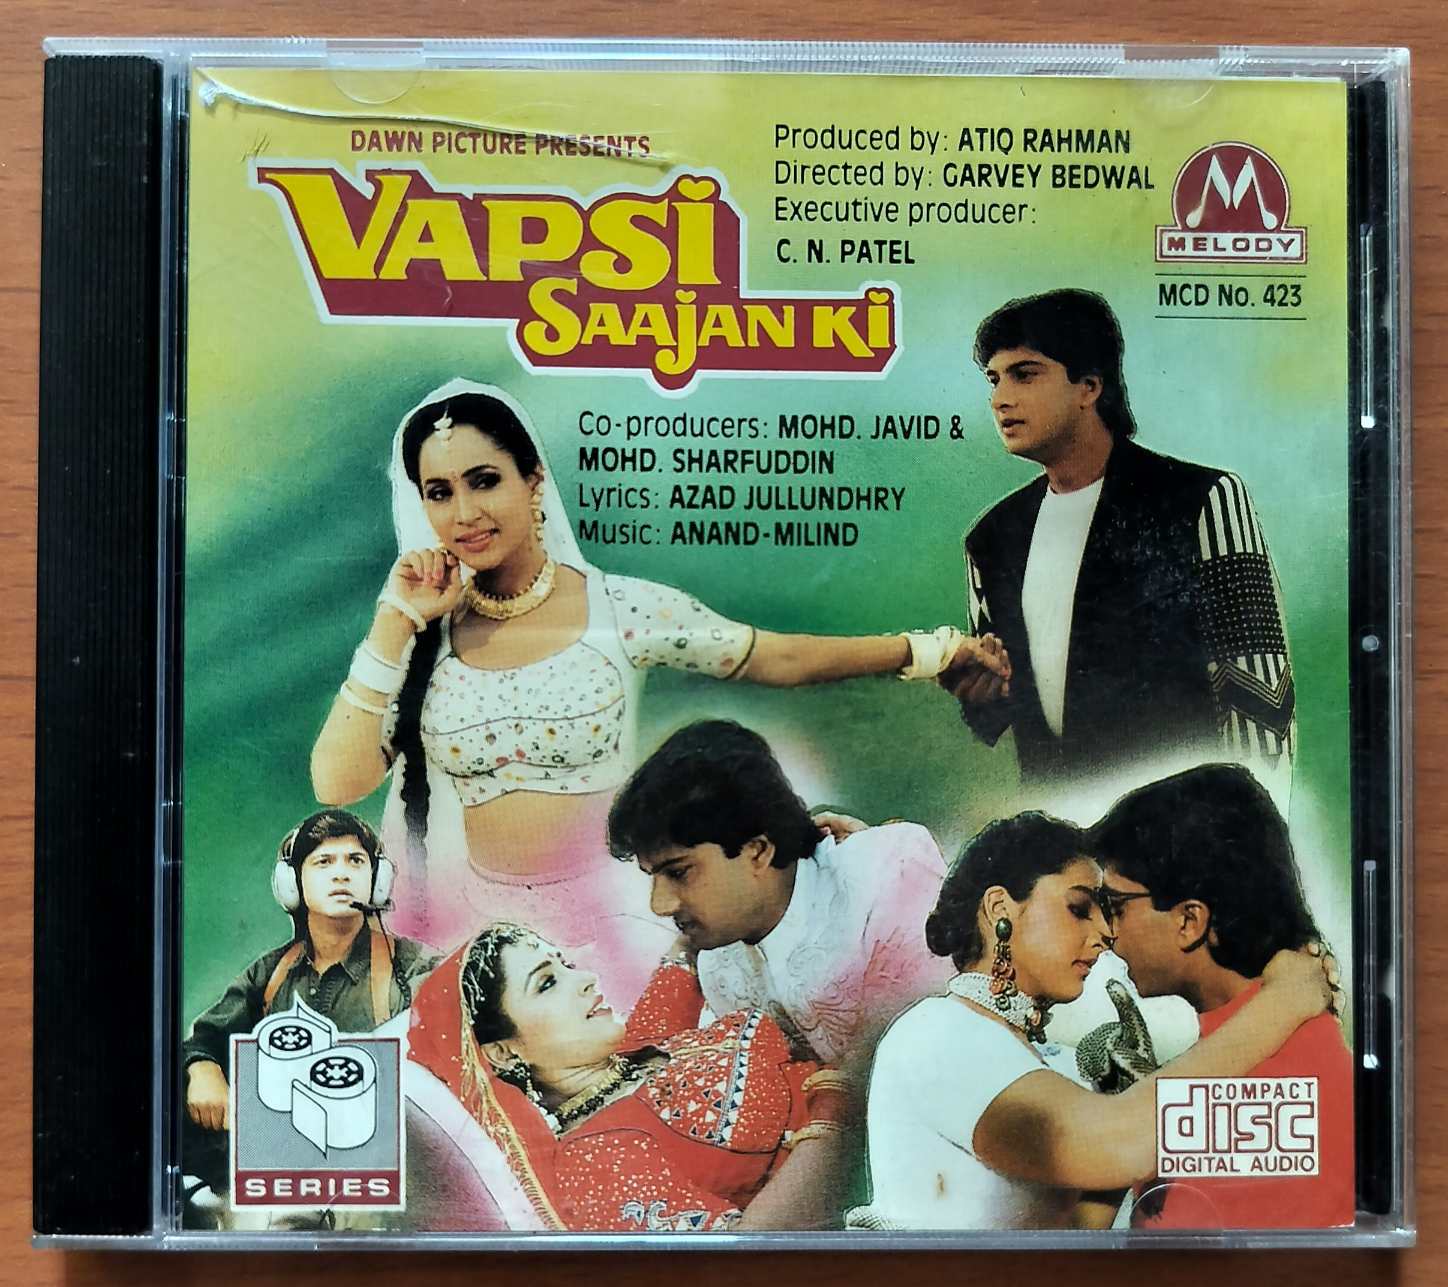 DAWN PICTURE PRESENTS
VAPSI
SAAJAN KI
Produced by: ATIQ RAHMAN
Directed by: GARVEY BEDWAL
Executive producer:
C. N. PATEL
MELODY
MCD No. 423
Co-producers: MOHD. JAVID &
MOHD. SHARFUDDIN
Lyrics: AZAD JULLUNDHRY
Music: ANAND-MILIND
SERIES
COMPACT
disc
DIGITAL AUDIO